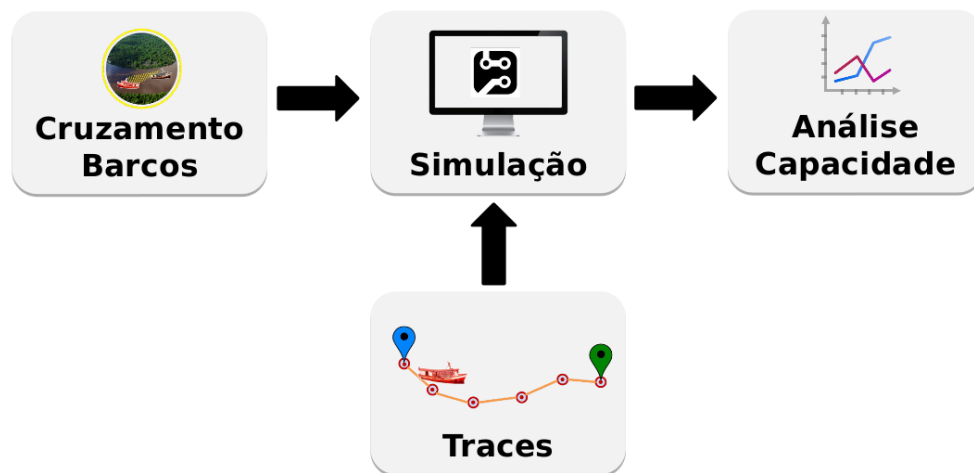 Cruzamento
Barcos
Simulação
Análise
Capacidade
Traces